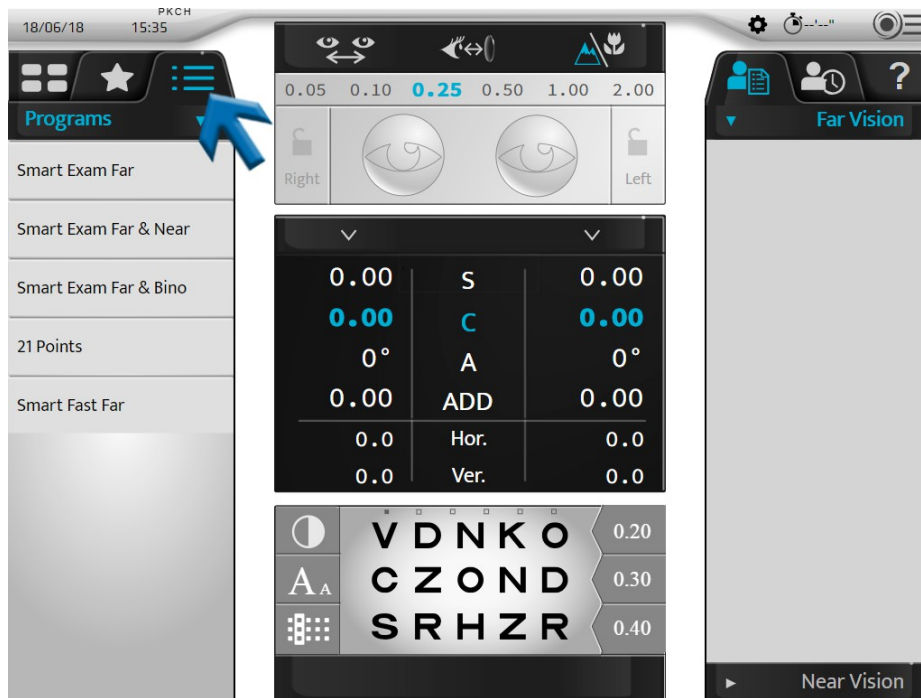 PKCH
18/06/18 15:35 --'--"
0.05 0.10 0.25 0.50 1.00 2.00
?
Programs
Far Vision
Right
Left
Smart Exam Far
Smart Exam Far & Near
Smart Exam Far & Bino
21 Points
Smart Fast Far
0.00 S 0.00
0.00 C 0.00
0° A 0°
0.00 ADD 0.00
0.0 Hor. 0.0
0.0 Ver. 0.0
V D N K O 0.20
A A C Z O N D 0.30
S R H Z R 0.40
Near Vision